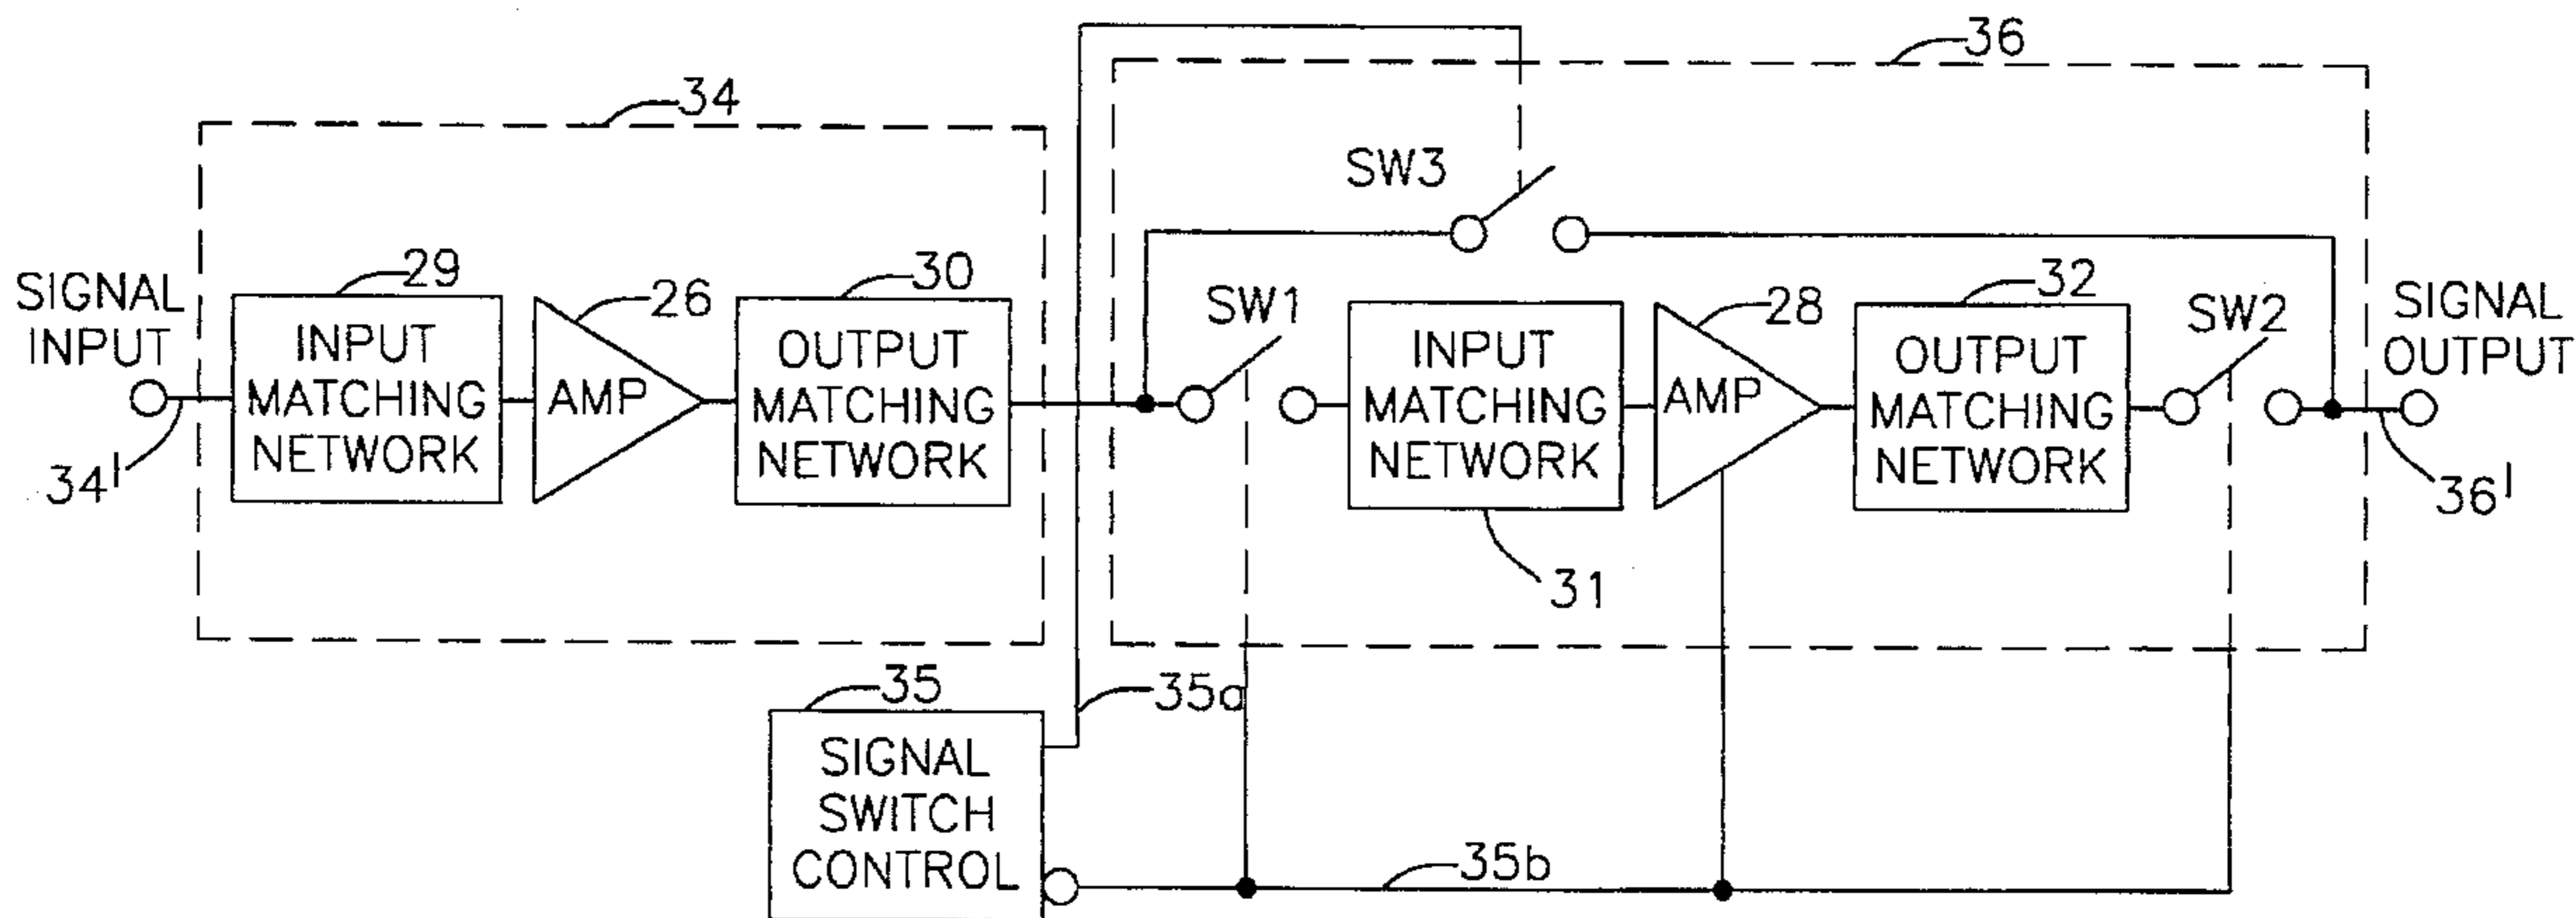 36
34
SW3
SIGNAL
INPUT
29
26
30
SW1
28
32
SW2
SIGNAL
OUTPUT
INPUT
MATCHING
NETWORK
AMP
OUTPUT
MATCHING
NETWORK
INPUT
MATCHING
NETWORK
AMP
OUTPUT
MATCHING
NETWORK
34'
36'
31
35
35a
SIGNAL
SWITCH
CONTROL
35b